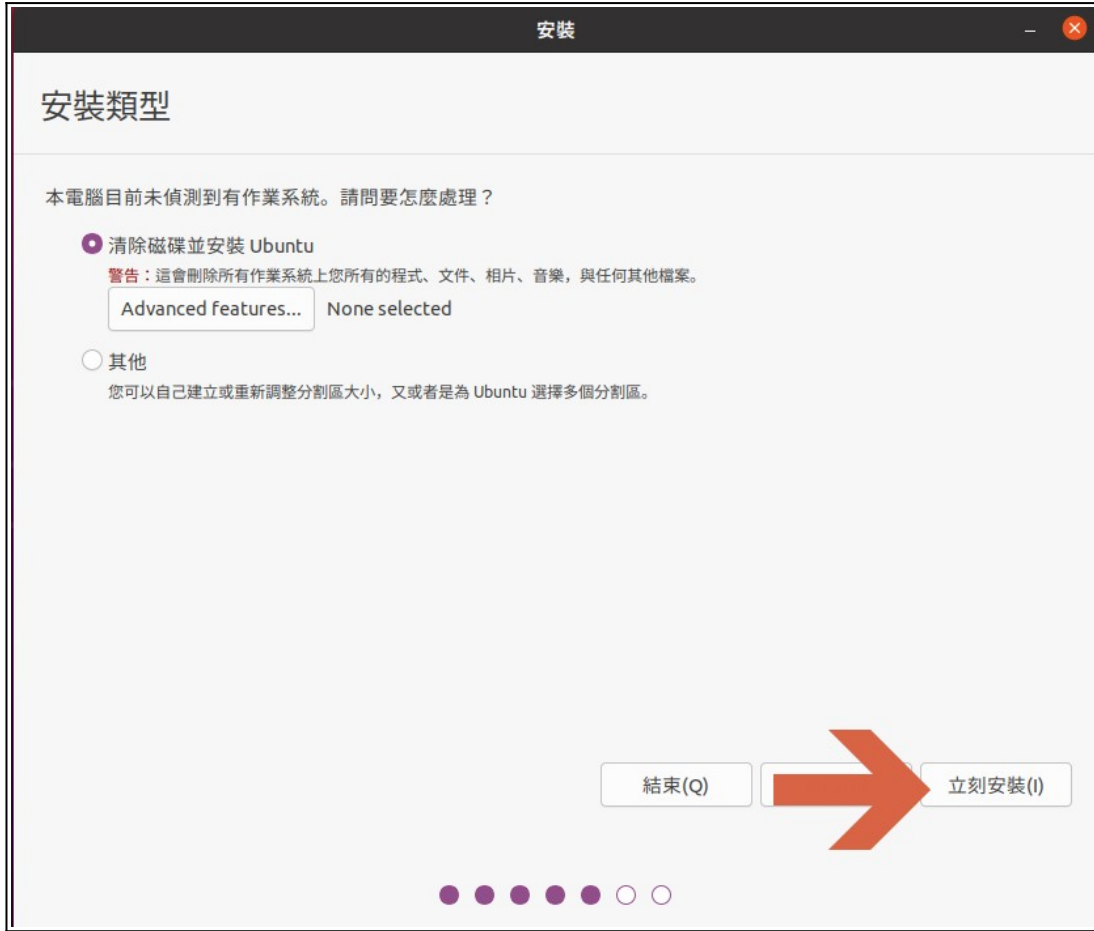 安裝
安裝類型
本電腦目前未偵測到有作業系統。請問要怎麼處理？
清除磁碟並安裝 Ubuntu
警告：這會刪除所有作業系統上您所有的程式、文件、相片、音樂，與任何其他檔案。
Advanced features... None selected
其他
您可以自己建立或重新調整分割區大小，又或者是為 Ubuntu 選擇多個分割區。
結束(Q) 立刻安裝(I)